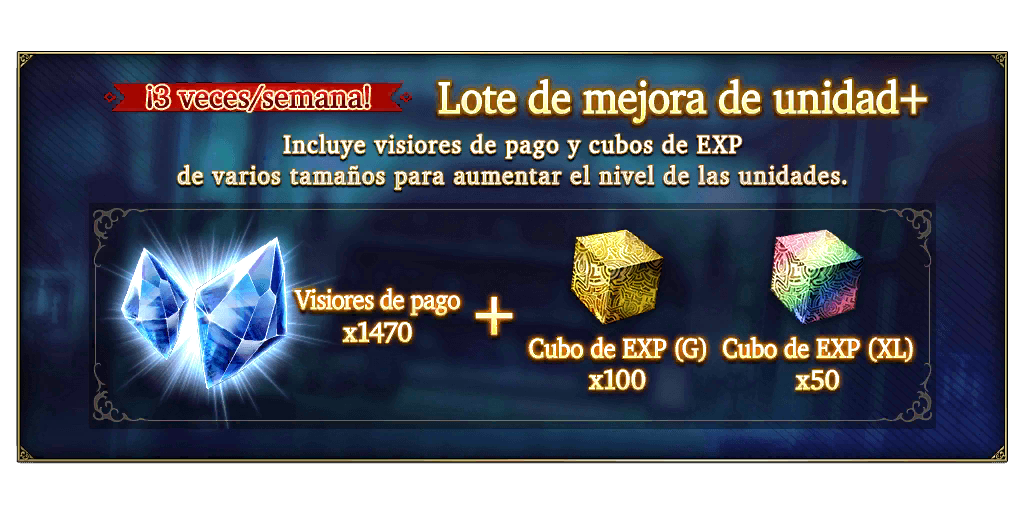 ¡3 veces/semana!
Lote de mejora de unidad+
Incluye visiores de pago y cubos de EXP
de varios tamaños para aumentar el nivel de las unidades.
Visiores de pago
x1470
+
Cubo de EXP (G)
x100
Cubo de EXP (XL)
x50